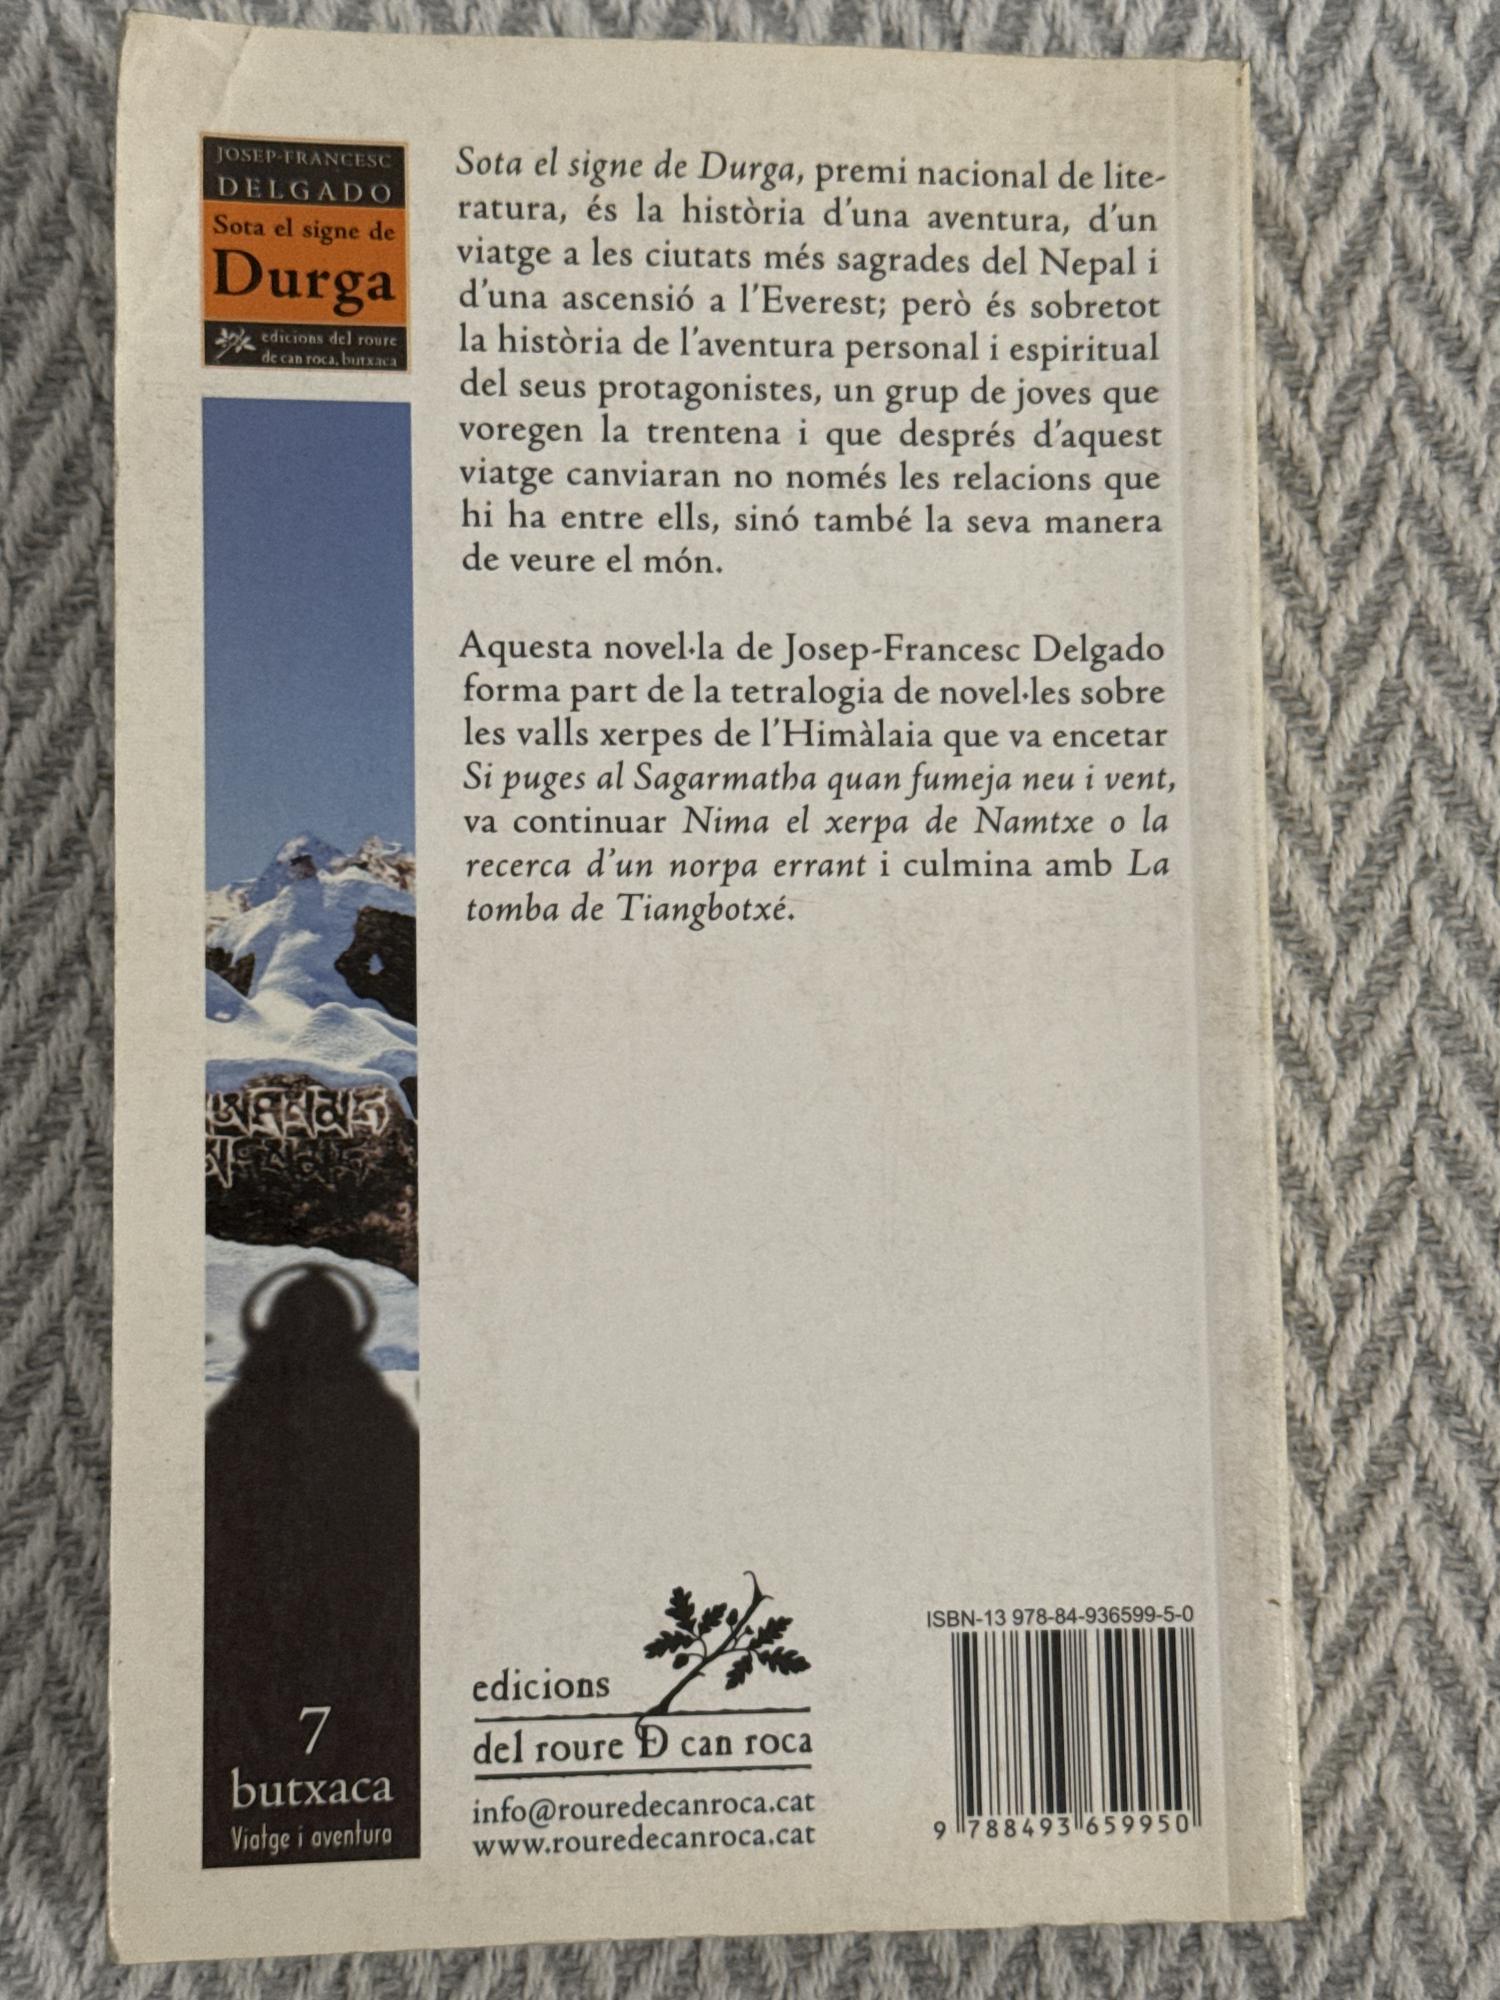 JOSEP-FRANCESC
DELGADO
Sota el signe de
Durga
edicions del roure
de can roca, butxaca
Sota el signe de Durga, premi nacional de lite-
ratura, és la història d'una aventura, d'un
viatge a les ciutats més sagrades del Nepal i
d'una ascensió a l'Everest; però és sobretot
la història de l'aventura personal i espiritual
del seus protagonistes, un grup de joves que
voregen la trentena i que després d'aquest
viatge canviaran no només les relacions que
hi ha entre ells, sinó també la seva manera
de veure el món.
Aquesta novel·la de Josep-Francesc Delgado
forma part de la tetralogia de novel·les sobre
les valls xerpes de l'Himàlaia que va encetar
Si puges al Sagarmatha quan fumeja neu i vent,
va continuar Nima el xerpa de Namtxe o la
recerca d'un norpa errant i culmina amb La
tomba de Tiangbotxé.
7
butxaca
Viatge i aventura
edicions
del roure D can roca
info@rouredecanroca.cat
www.rouredecanroca.cat
ISBN-13 978-84-936599-5-0
9 788493 659950